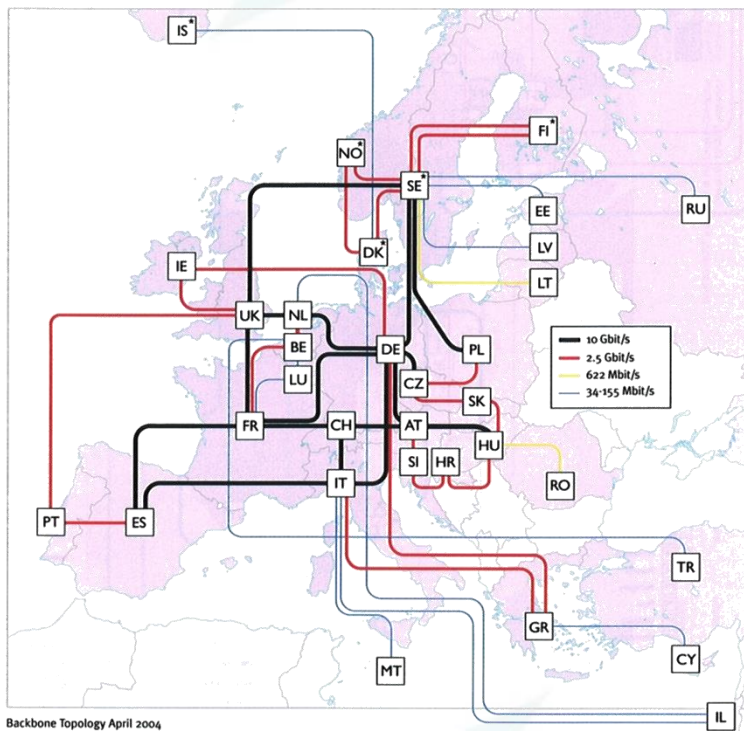 IS*
FI*
NO*
SE*
RU
EE
DK*
LV
IE
LT
UK
NL
BE
DE
PL
LU
CZ
SK
FR
CH
AT
HU
SI
HR
IT
RO
PT
ES
TR
GR
CY
MT
IL
10 Gbit/s
2.5 Gbit/s
622 Mbit/s
34-155 Mbit/s
Backbone Topology April 2004